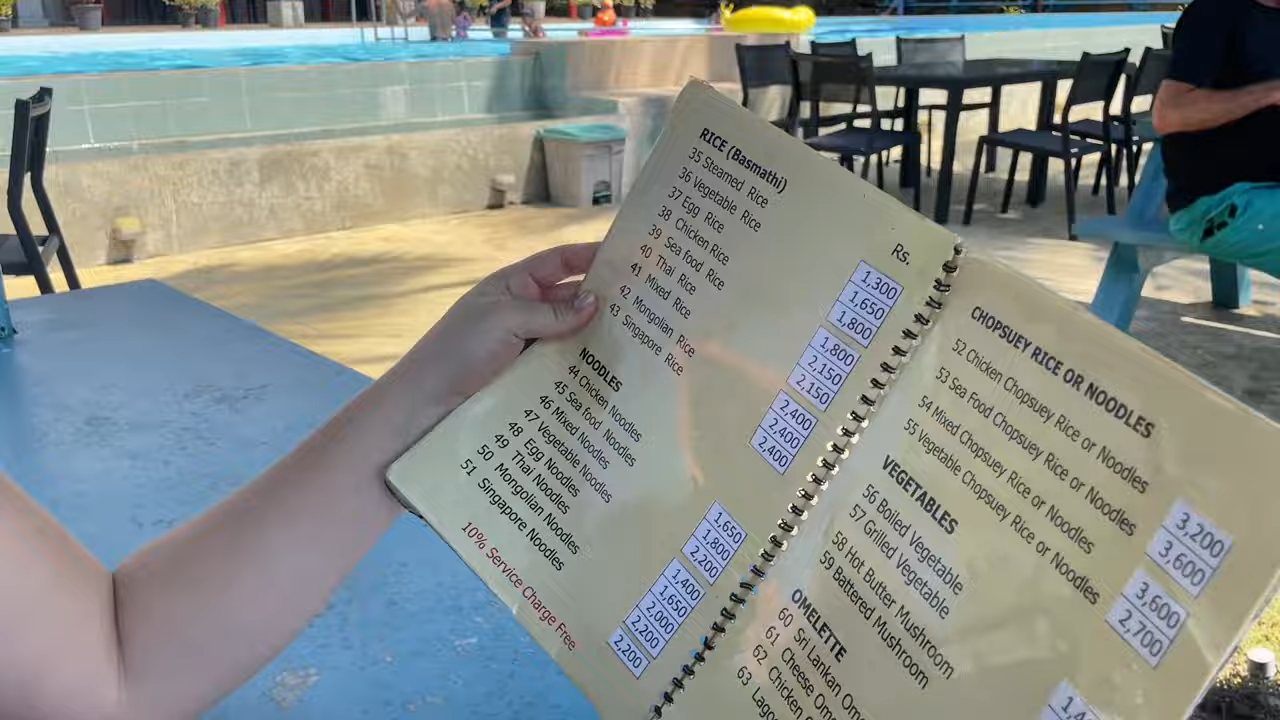 RICE (Basmathi)
Rs.
35 Steamed Rice 1,300
36 Vegetable Rice 1,650
37 Egg Rice 1,800
38 Chicken Rice 1,800
39 Sea food Rice 2,150
40 Thai Rice 2,150
41 Mixed Rice 2,400
42 Mongolian Rice 2,400
43 Singapore Rice 2,400
NOODLES
44 Chicken Noodles 1,650
45 Sea food Noodles 1,800
46 Mixed Noodles 2,200
47 Vegetable Noodles 1,400
48 Egg Noodles 1,650
49 Thai Noodles 2,000
50 Mongolian Noodles 2,200
51 Singapore Noodles 2,200
10% Service Charge Free
CHOPSUEY RICE OR NOODLES
52 Chicken Chopsuey Rice or Noodles 3,200
53 Sea Food Chopsuey Rice or Noodles 3,600
54 Mixed Chopsuey Rice or Noodles 3,600
55 Vegetable Chopsuey Rice or Noodles 2,700
VEGETABLES
56 Boiled Vegetable
57 Grilled Vegetable
58 Hot Butter Mushroom
59 Battered Mushroom
OMELETTE
60 Sri Lankan
61 Cheese
62 Chicken
63